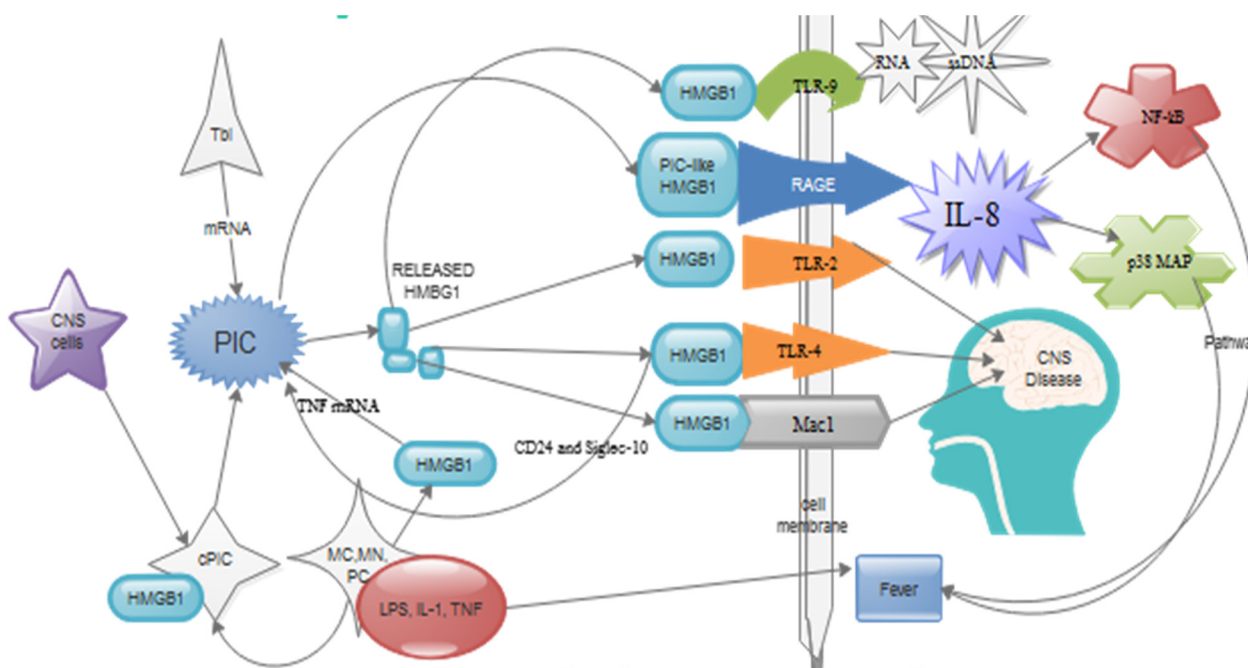 HMGB1
TLR-9
RNA
ssDNA
NF-kB
TbI
PIC-like
HMGB1
RAGE
IL-8
mRNA
HMGB1
TLR-2
p38 MAP
RELEASED
HMBG1
CNS
cells
PIC
HMGB1
TLR-4
CNS
Disease
Pathwa
TNF mRNA
HMGB1
Mac1
CD24 and Siglec-10
HMGB1
cell
membrane
cPIC
MC,MN,
PC
HMGB1
LPS, IL-1, TNF
Fever